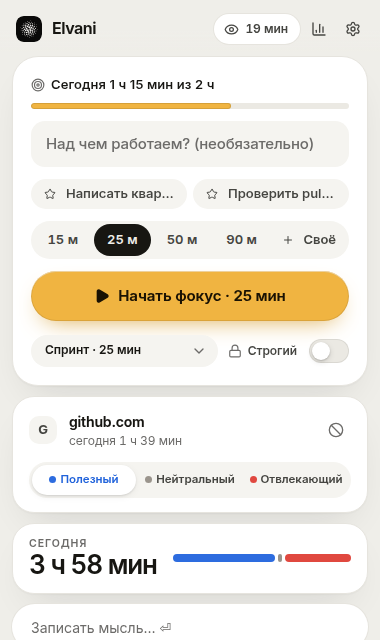 Elvani
19 мин
Сегодня 1 ч 15 мин из 2 ч
Над чем работаем? (необязательно)
Написать квар...
Проверить pul...
15 м
25 м
50 м
90 м
+ Своё
Начать фокус · 25 мин
Спринт · 25 мин
Строгий
G
github.com
сегодня 1 ч 39 мин
Полезный
Нейтральный
Отвлекающий
СЕГОДНЯ
3 ч 58 мин
Записать мысль... ⏎